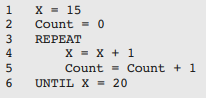 1 X = 15
2 Count = 0
3 REPEAT
4 X = X + 1
5 Count = Count + 1
6 UNTIL X = 20